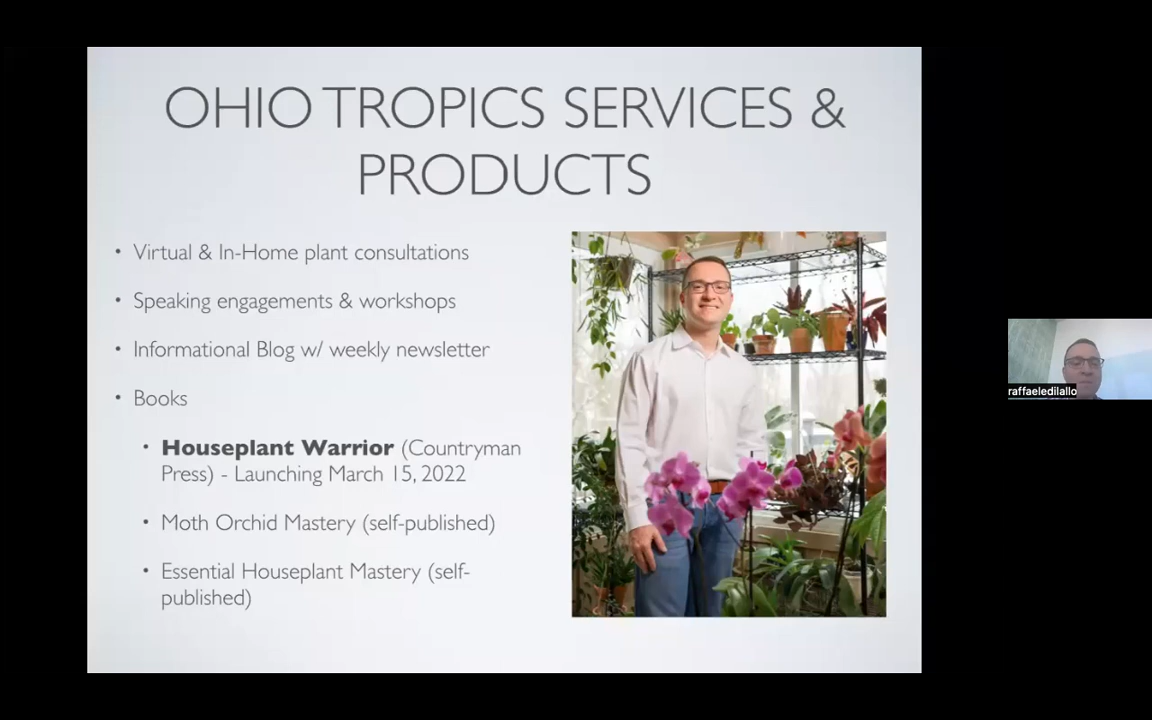 OHIO TROPICS SERVICES &
PRODUCTS
• Virtual & In-Home plant consultations
• Speaking engagements & workshops
• Informational Blog w/ weekly newsletter
• Books
• Houseplant Warrior (Countryman
Press) - Launching March 15, 2022
• Moth Orchid Mastery (self-published)
• Essential Houseplant Mastery (self-
published)
raffaeledilallo